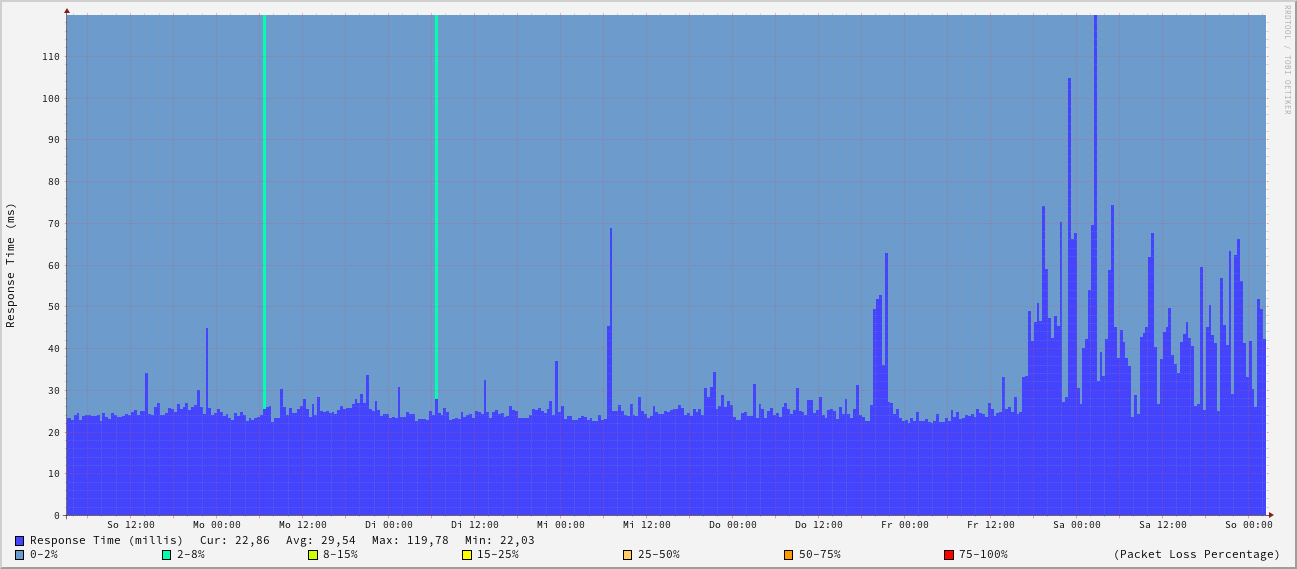 RRDTOOL / TOBI OETIKER
Response Time (ms)
110
100
90
80
70
60
50
40
30
20
10
0
So 12:00 Mo 00:00 Mo 12:00 Di 00:00 Di 12:00 Mi 00:00 Mi 12:00 Do 00:00 Do 12:00 Fr 00:00 Fr 12:00 Sa 00:00 Sa 12:00 So 00:00
Response Time (millis) Cur: 22,86 Avg: 29,54 Max: 119,78 Min: 22,03
0-2% 2-8% 8-15% 15-25% 25-50% 50-75% 75-100% (Packet Loss Percentage)